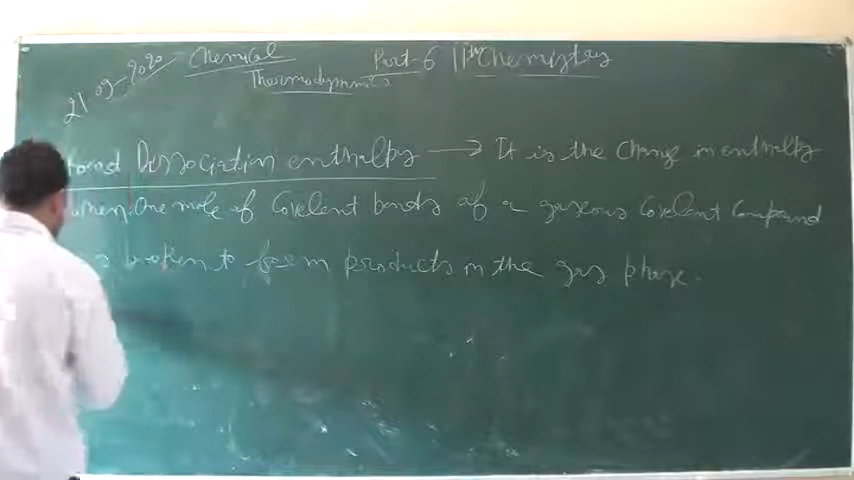 21-09-2020 Chemical Part-6 11th Chemistry
Thermodynamics
Bond Dissociation enthalpy → It is the change in enthalpy
when one mole of Covalent bonds of a gaseous Covalent Compound
is broken to form products in the gas phase.